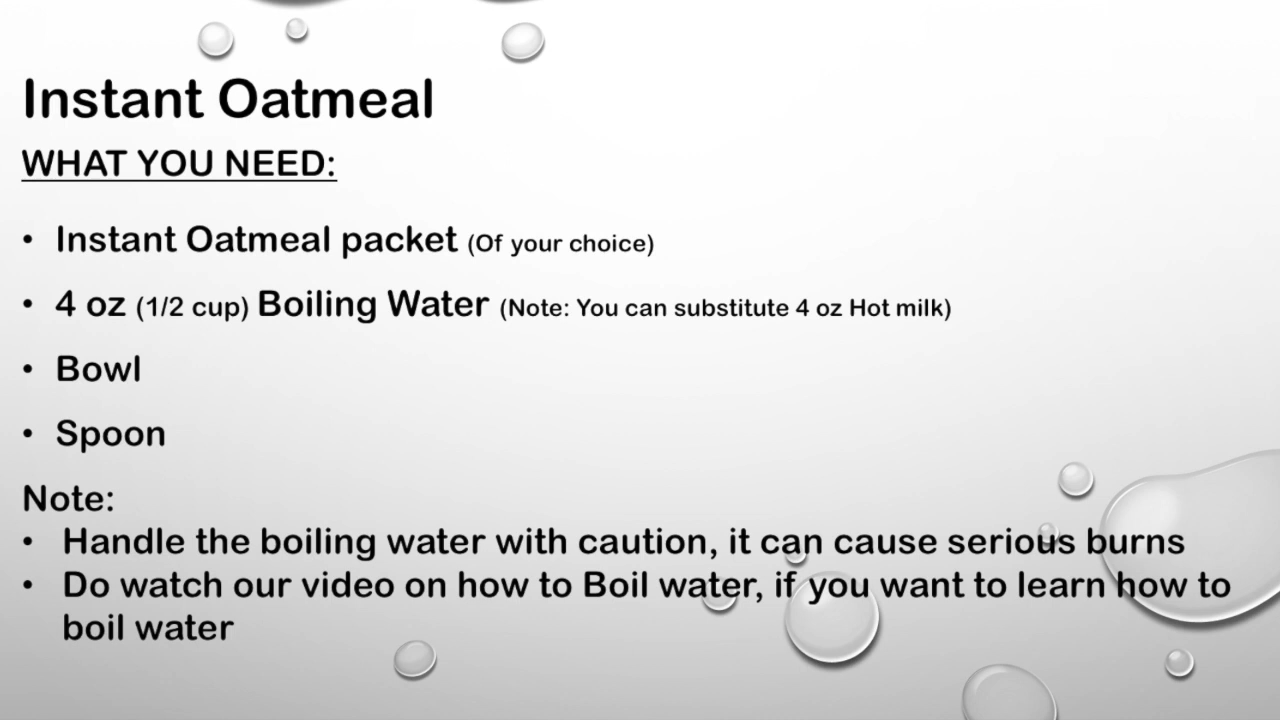 Instant Oatmeal
WHAT YOU NEED:
• Instant Oatmeal packet (Of your choice)
• 4 oz (1/2 cup) Boiling Water (Note: You can substitute 4 oz Hot milk)
• Bowl
• Spoon
Note:
• Handle the boiling water with caution, it can cause serious burns
• Do watch our video on how to Boil water, if you want to learn how to
boil water